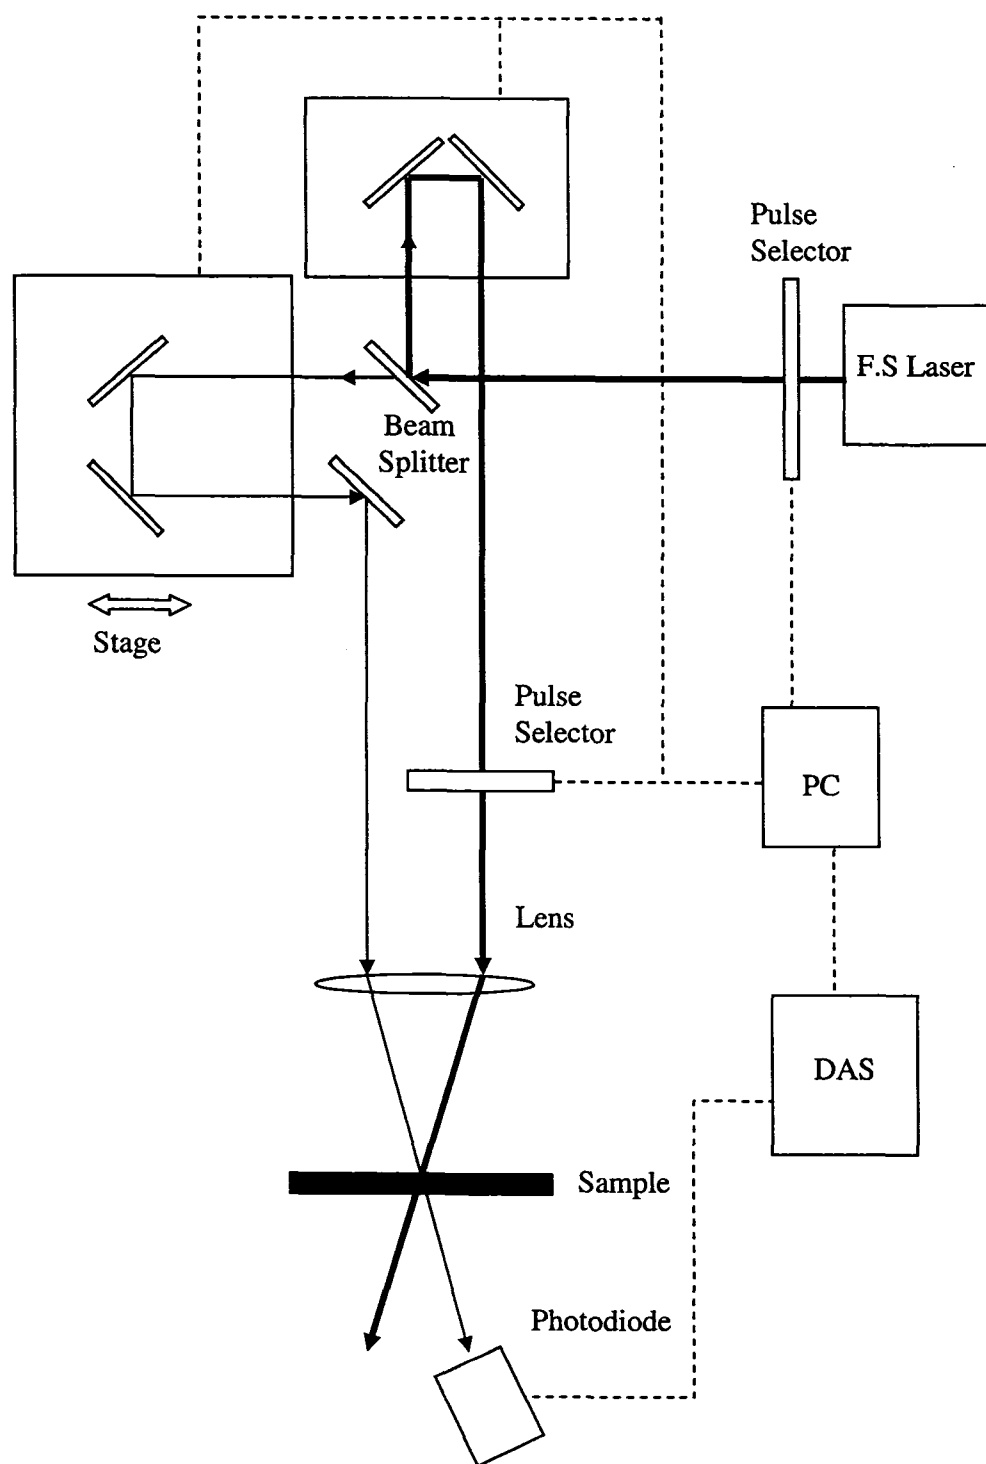 Pulse
Selector
F.S Laser
Beam
Splitter
Stage
Pulse
Selector
PC
Lens
DAS
Sample
Photodiode